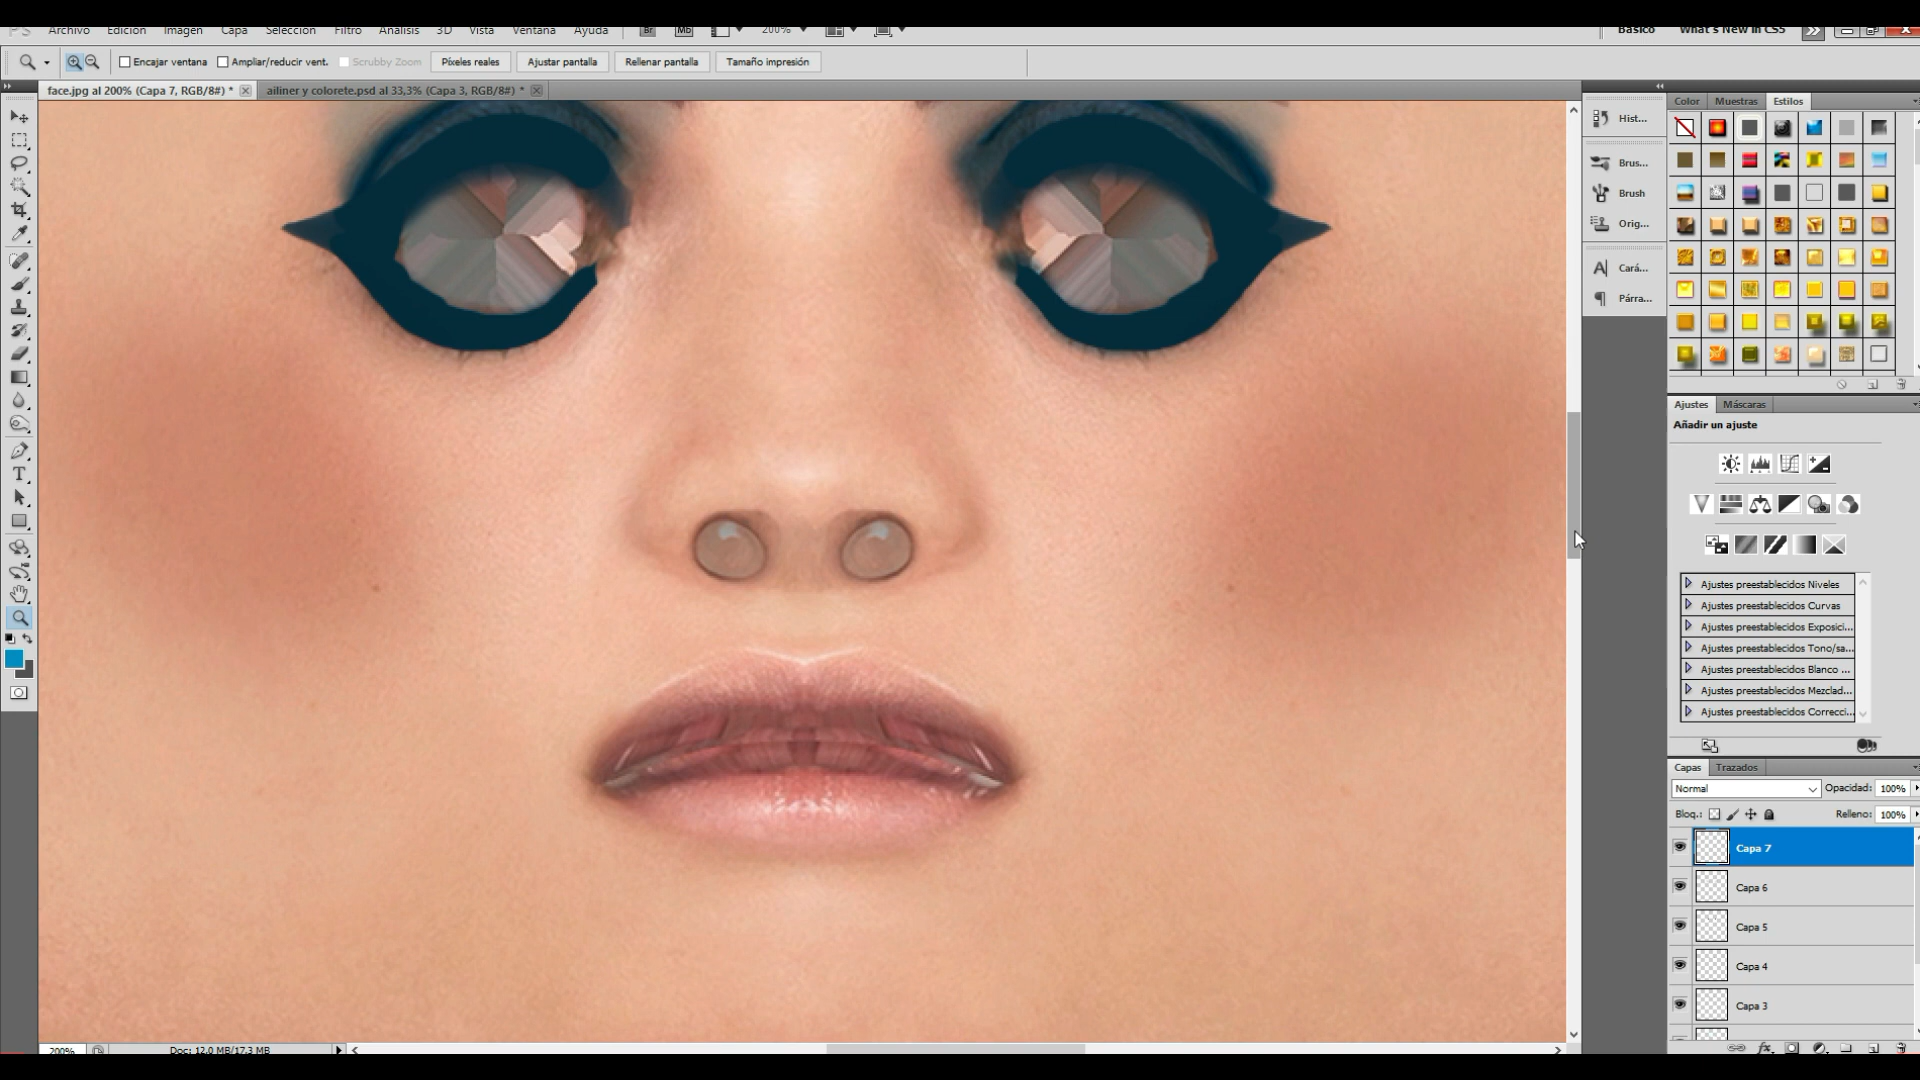 PS Archivo Edición Imagen Capa Selección Filtro Análisis 3D Vista Ventana Ayuda Br Mb 200% Básico What's New in CS5
Encajar ventana Ampliar/reducir vent. Scrubby Zoom Píxeles reales Ajustar pantalla Rellenar pantalla Tamaño impresión
face.jpg al 200% (Capa 7, RGB/8#) * ailiner y colorete.psd al 33,3% (Capa 3, RGB/8#) *
Color Muestras Estilos
Hist...
Brus...
Brush
Orig...
Cará...
Párra...
Ajustes Máscaras
Añadir un ajuste
Ajustes preestablecidos Niveles
Ajustes preestablecidos Curvas
Ajustes preestablecidos Exposici...
Ajustes preestablecidos Tono/sa...
Ajustes preestablecidos Blanco ...
Ajustes preestablecidos Mezclad...
Ajustes preestablecidos Correcci...
Capas Trazados
Normal Opacidad: 100%
Bloq.: Relleno: 100%
Capa 7
Capa 6
Capa 5
Capa 4
Capa 3
200% Doc: 12,0 MB/17,3 MB